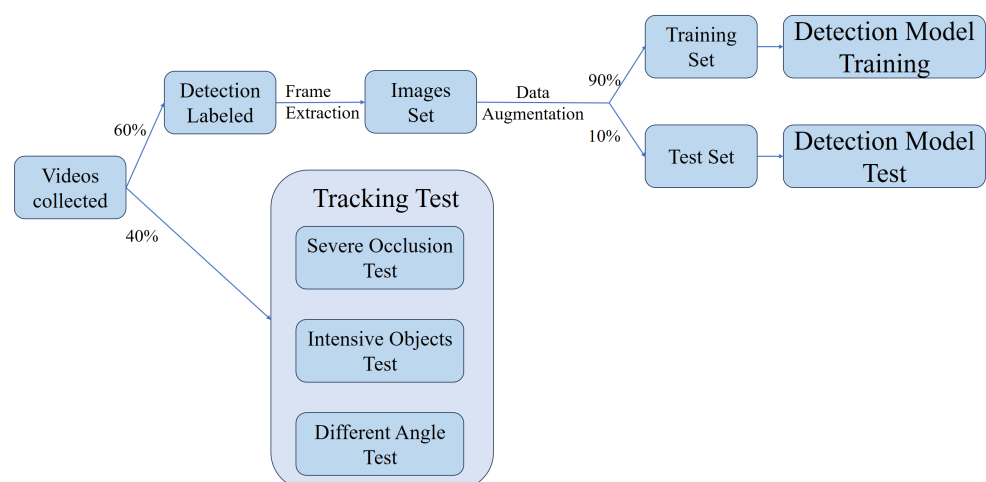 Videos
collected
60%
40%
Detection
Labeled
Frame
Extraction
Images
Set
Data
Augmentation
90%
10%
Training
Set
Detection Model
Training
Test Set
Detection Model
Test
Tracking Test
Severe Occlusion
Test
Intensive Objects
Test
Different Angle
Test